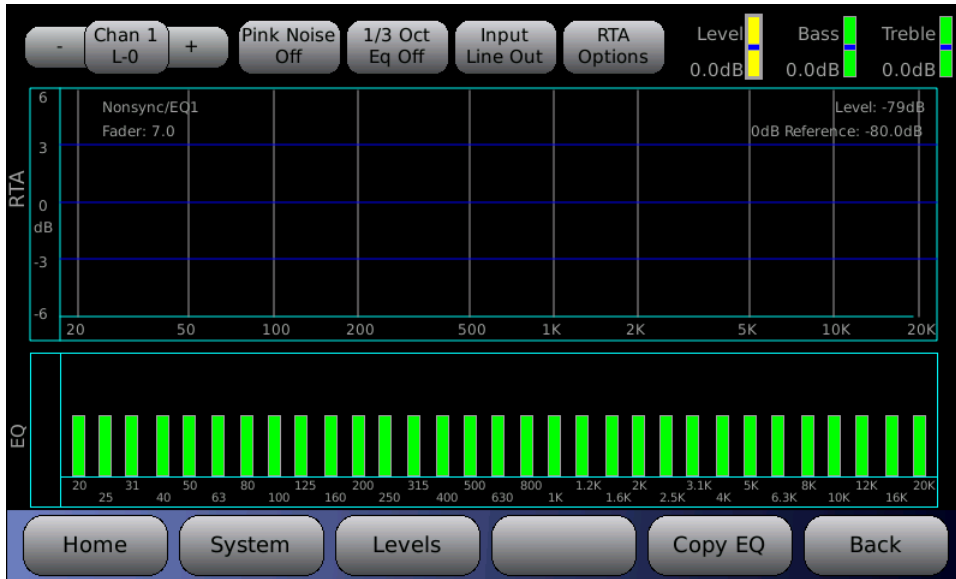 - Chan 1 L-0 +
Pink Noise Off
1/3 Oct Eq Off
Input Line Out
RTA Options
Level 0.0dB
Bass 0.0dB
Treble 0.0dB
RTA
6
3
0
dB
-3
-6
Nonsync/EQ1
Fader: 7.0
Level: -79dB
0dB Reference: -80.0dB
20 50 100 200 500 1K 2K 5K 10K 20K
EQ
20 31 50 80 125 200 315 500 800 1.2K 2K 3.1K 5K 8K 12K 20K
25 40 63 100 160 250 400 630 1K 1.6K 2.5K 4K 6.3K 10K 16K
Home System Levels Copy EQ Back